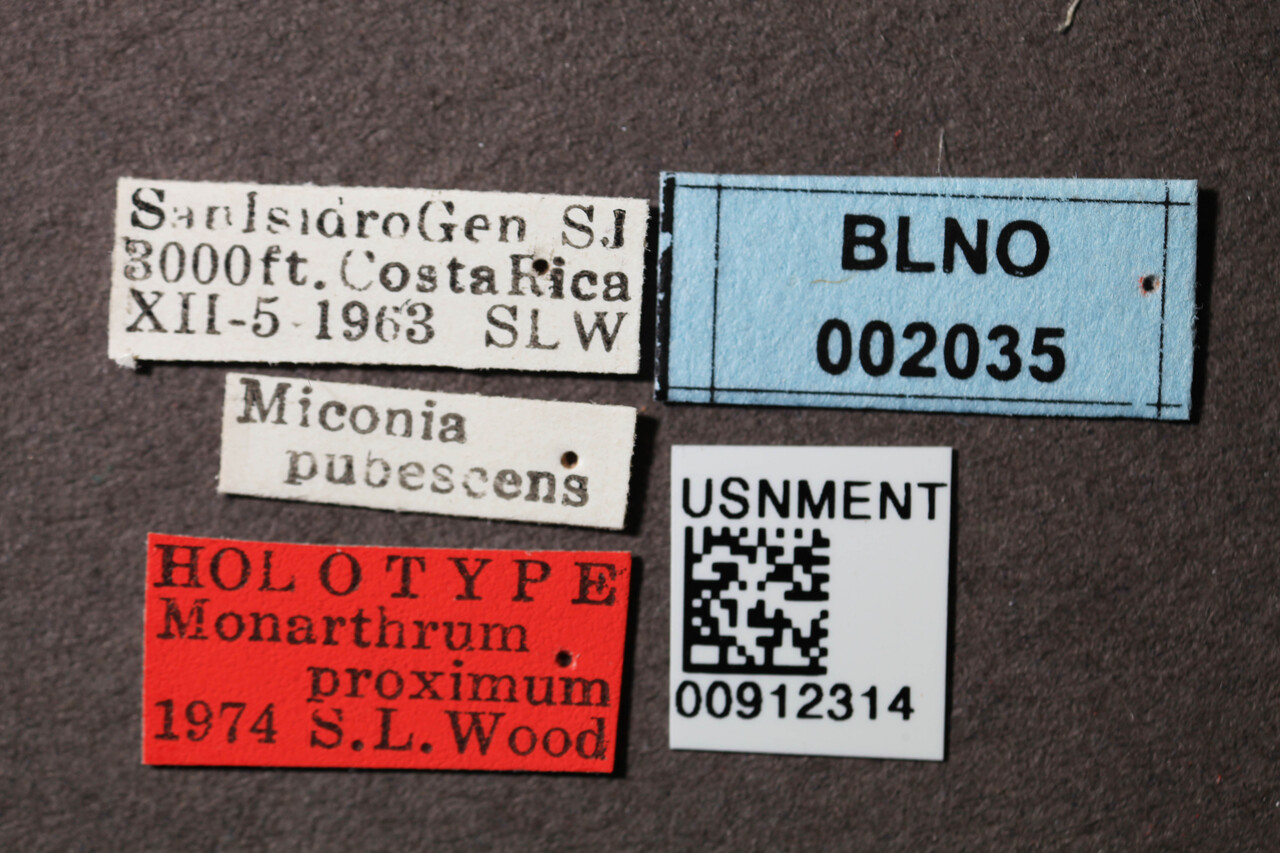 SanIsidroGen SJ
3000ft. CostaRica
XII-5-1963 SLW
Miconia
pubescens
HOLOTYPE
Monarthrum
proximum
1974 S.L.Wood
BLNO
002035
USNMENT
00912314